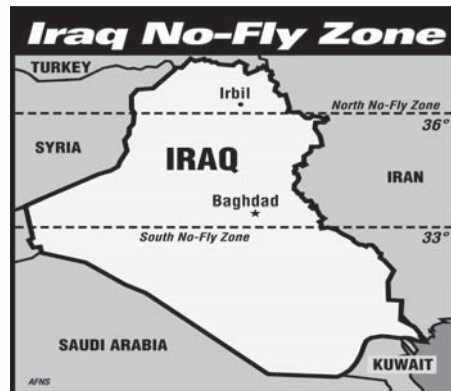 Iraq No-Fly Zone
TURKEY
Irbil
North No-Fly Zone
36°
SYRIA
IRAQ
IRAN
Baghdad
South No-Fly Zone
33°
SAUDI ARABIA
KUWAIT
AFNS